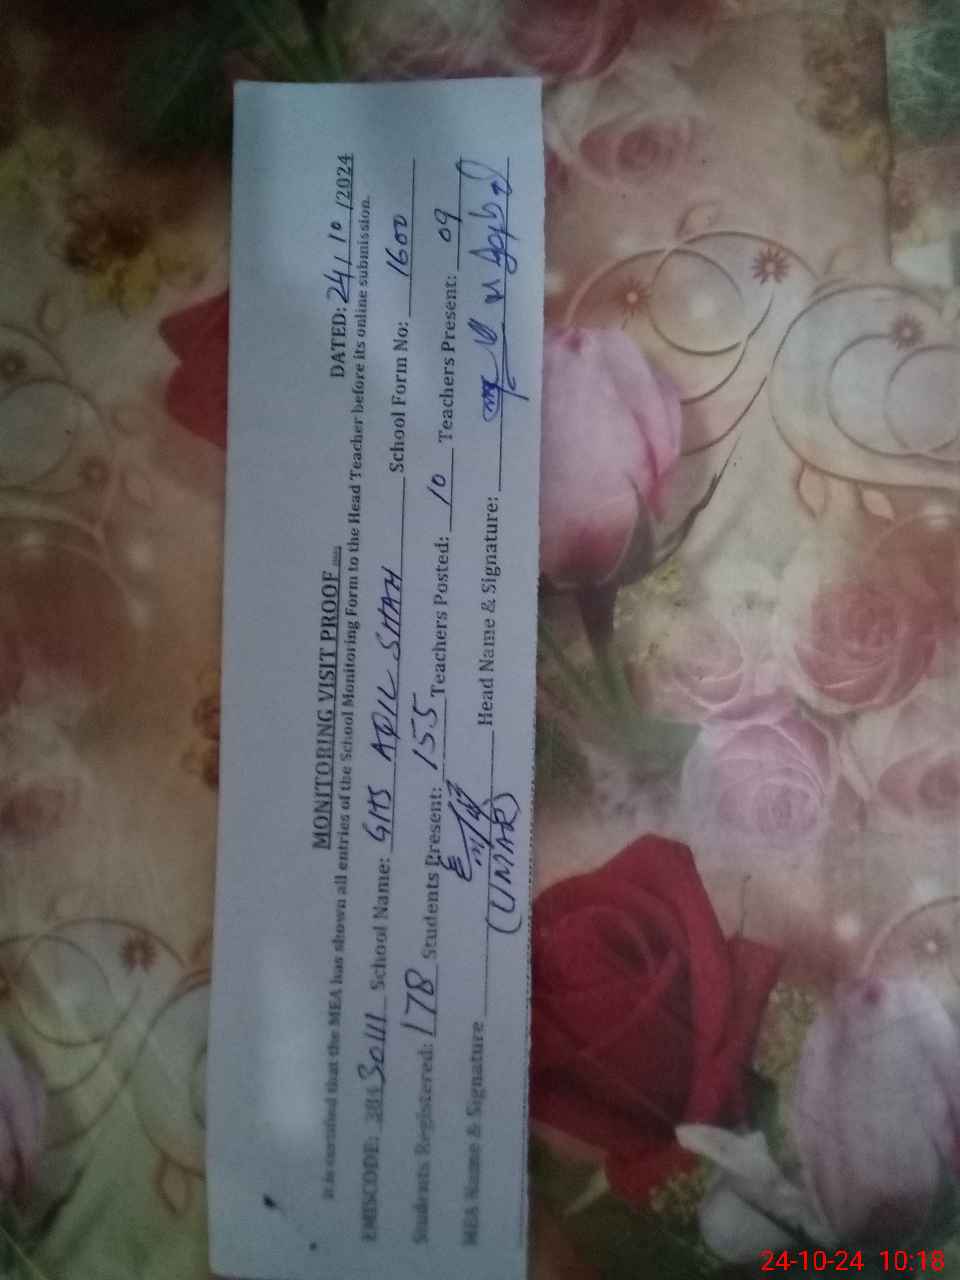 MONITORING VISIT PROOF
DATED: 24/10/2024
It is certified that the MEA has shown all entries of the School Monitoring Form to the Head Teacher before its online submission.
EMISCODE: 38430111 School Name: GHS ADIL SHAH School Form No: 1600
Students Registered: 178 Students Present: 155 Teachers Posted: 10 Teachers Present: 09
MEA Name & Signature Head Name & Signature:
(UMAR)
24-10-24 10:18